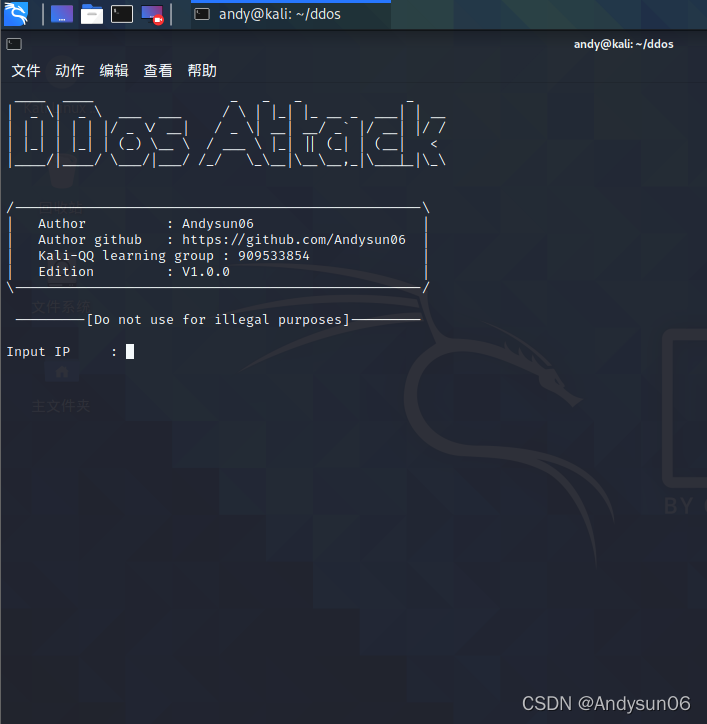 andy@kali: ~/ddos
andy@kali: ~/ddos
文件 动作 编辑 查看 帮助
DDos Attack
Author : Andysun06
Author github : https://github.com/Andysun06
Kali-QQ learning group : 909533854
Edition : V1.0.0
[Do not use for illegal purposes]
文件系统
Input IP :
主文件夹
BY
CSDN @Andysun06